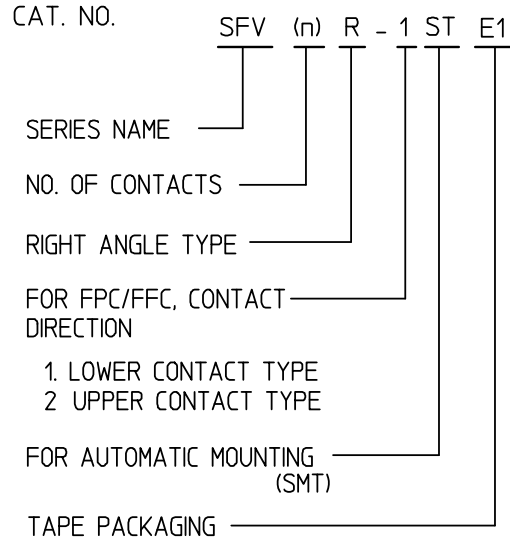 CAT. NO.
SFV (n) R - 1 ST E1
SERIES NAME
NO. OF CONTACTS
RIGHT ANGLE TYPE
FOR FPC/FFC, CONTACT
DIRECTION
1. LOWER CONTACT TYPE
2 UPPER CONTACT TYPE
FOR AUTOMATIC MOUNTING
(SMT)
TAPE PACKAGING